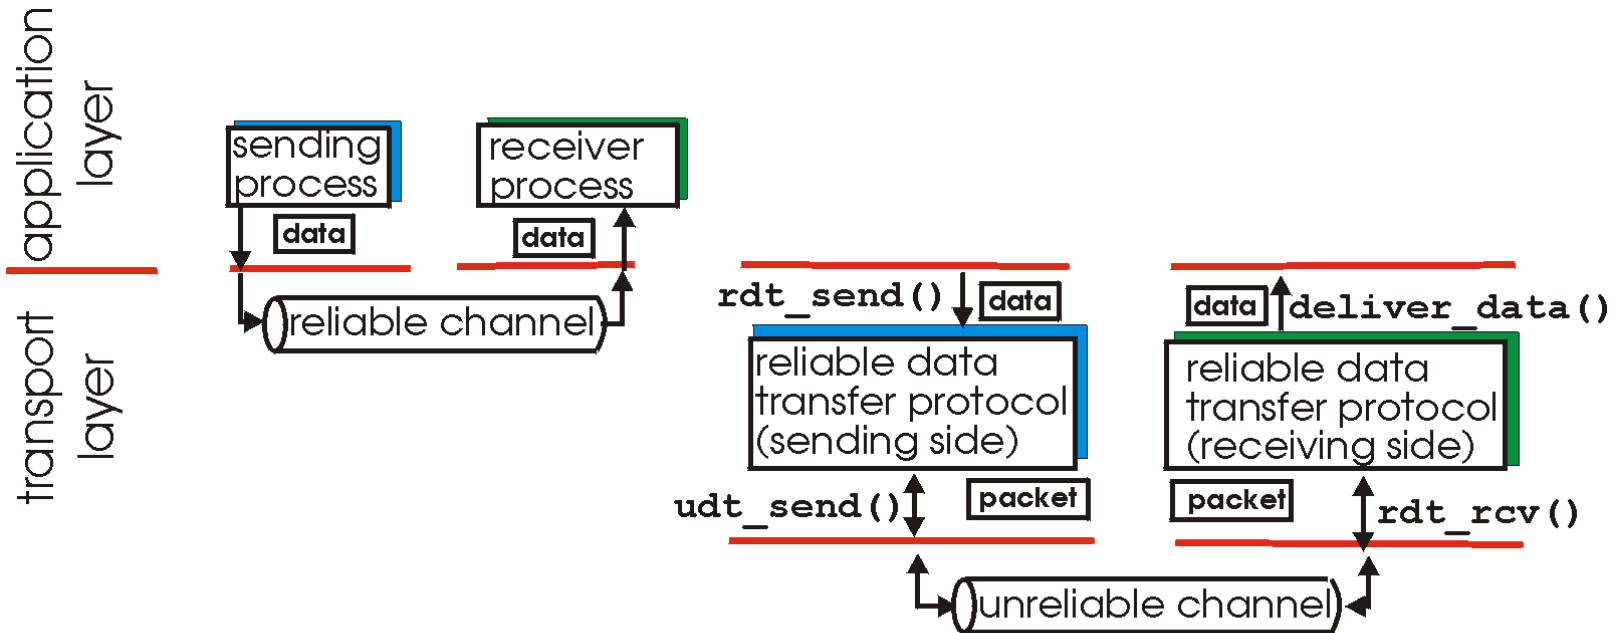 application
layer
transport
layer
sending
process
data
receiver
process
data
reliable channel
rdt_send()
data
reliable data
transfer protocol
(sending side)
udt_send()
packet
data
deliver_data()
reliable data
transfer protocol
(receiving side)
packet
rdt_rcv()
unreliable channel